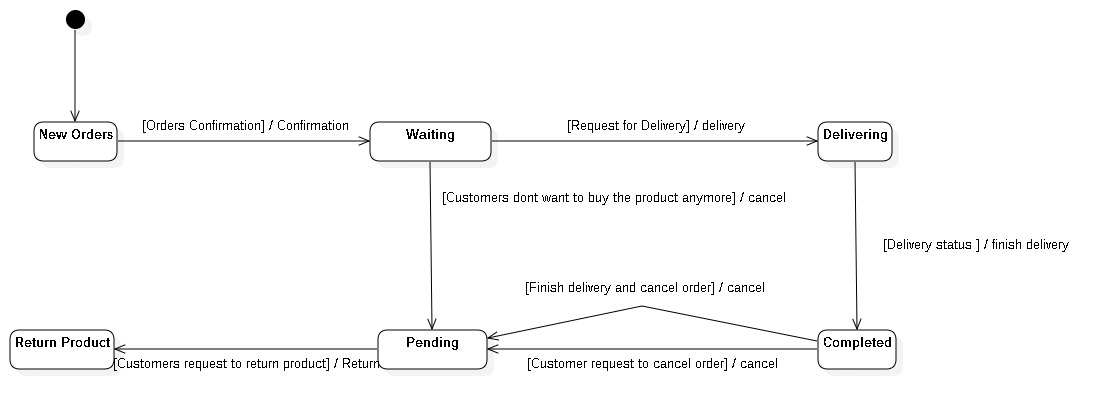 [Orders Confirmation] / Confirmation
[Request for Delivery] / delivery
New Orders
Waiting
Delivering
[Customers dont want to buy the product anymore] / cancel
[Delivery status ] / finish delivery
[Finish delivery and cancel order] / cancel
Return Product
Pending
Completed
[Customers request to return product] / Return
[Customer request to cancel order] / cancel